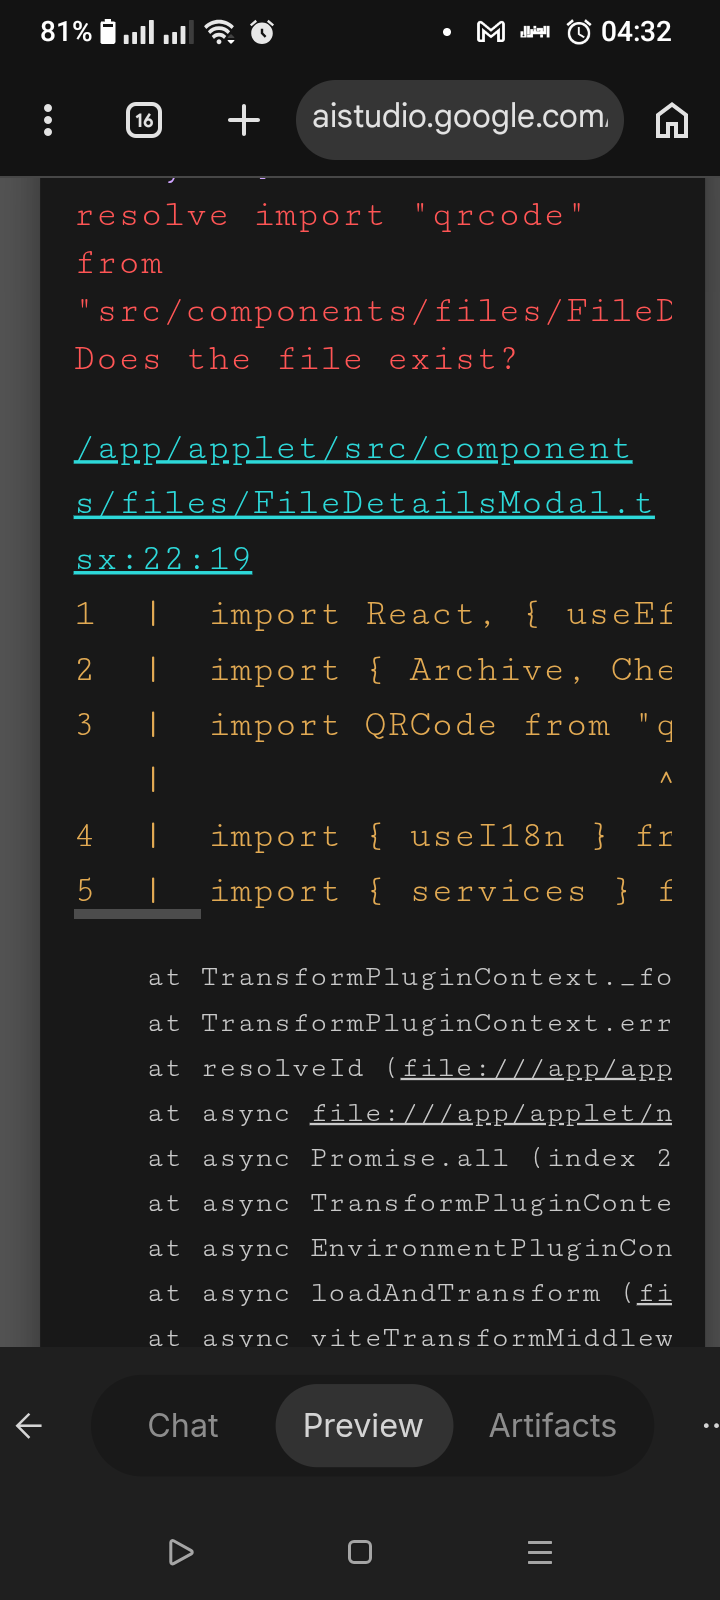 81% 04:32
16 aistudio.google.com/
resolve import "qrcode"
from
"src/components/files/FileD
Does the file exist?
/app/applet/src/component
s/files/FileDetailsModal.t
sx:22:19
1 | import React, { useEf
2 | import { Archive, Che
3 | import QRCode from "q
| ^
4 | import { useI18n } fr
5 | import { services } f
at TransformPluginContext._fo
at TransformPluginContext.err
at resolveId (file:///app/app
at async file:///app/applet/n
at async Promise.all (index 2
at async TransformPluginConte
at async EnvironmentPluginCon
at async loadAndTransform (fi
at async viteTransformMiddlew
Chat Preview Artifacts